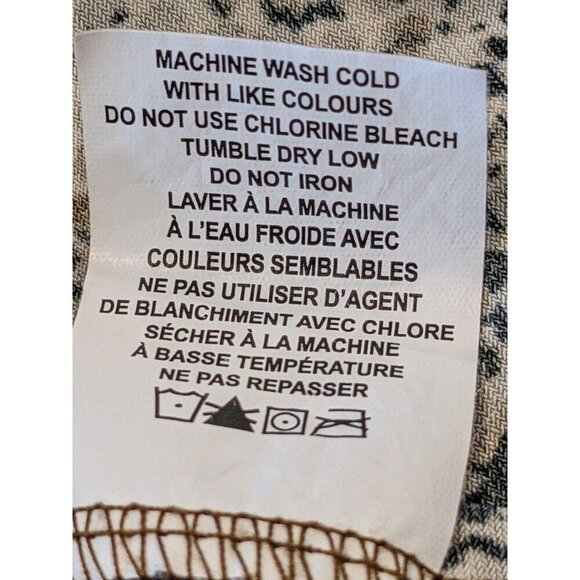 MACHINE WASH COLD
WITH LIKE COLOURS
DO NOT USE CHLORINE BLEACH
TUMBLE DRY LOW
DO NOT IRON
LAVER À LA MACHINE
À L'EAU FROIDE AVEC
COULEURS SEMBLABLES
NE PAS UTILISER D'AGENT
DE BLANCHIMENT AVEC CHLORE
SÉCHER À LA MACHINE
À BASSE TEMPÉRATURE
NE PAS REPASSER